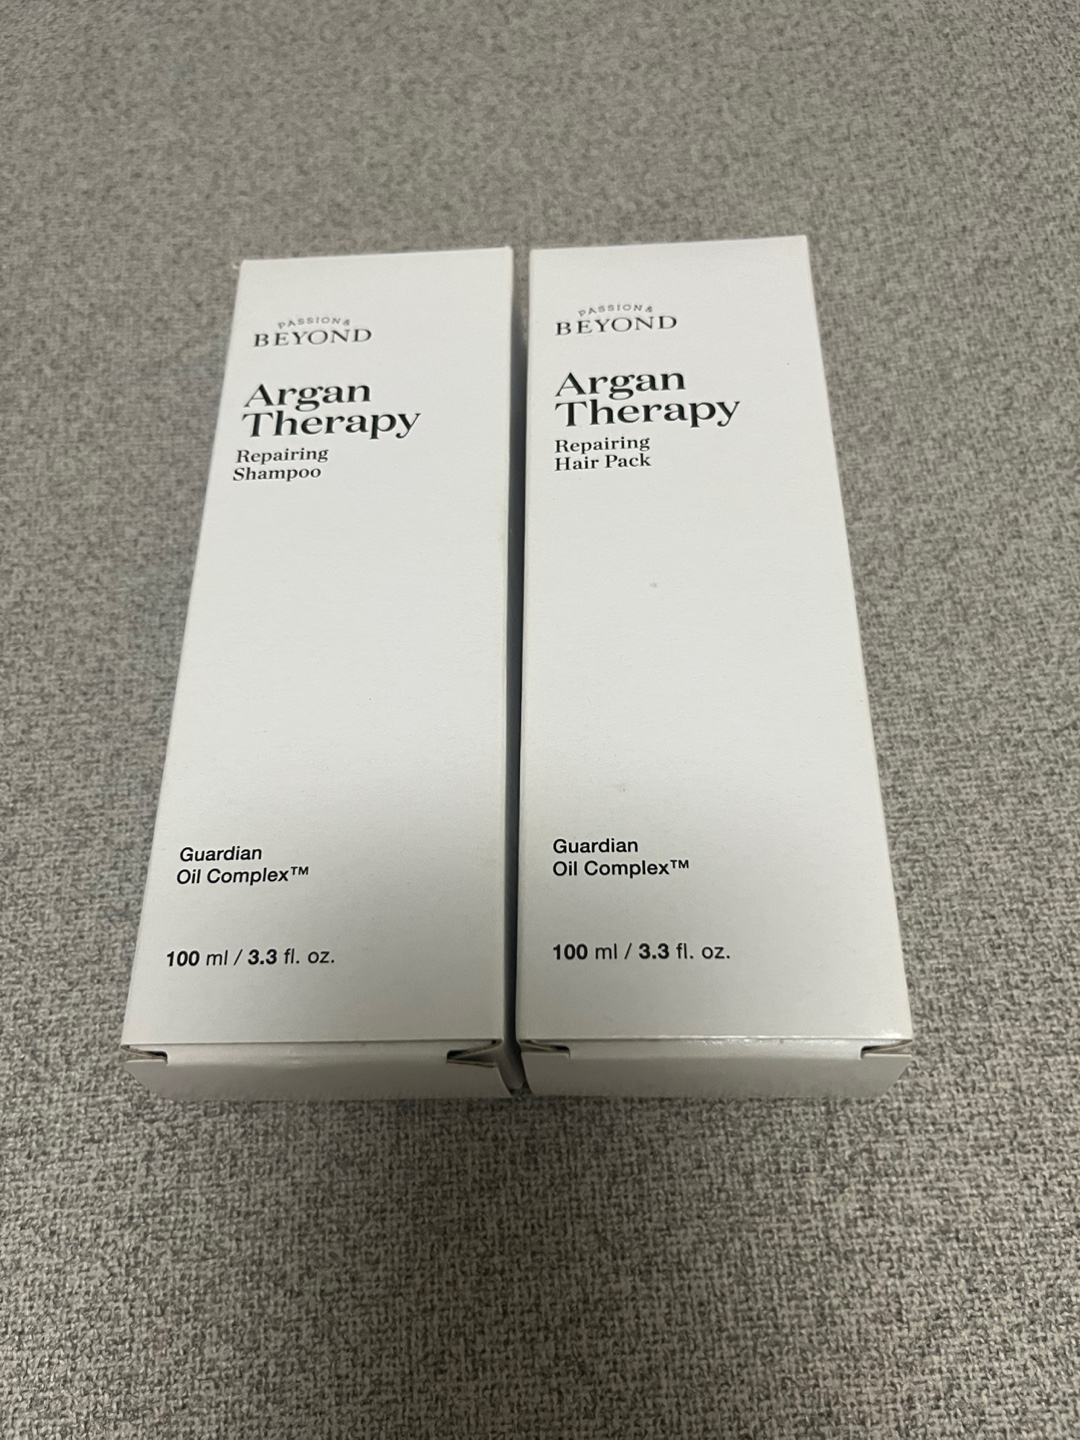 PASSION&
BEYOND
Argan
Therapy
Repairing
Shampoo
Guardian
Oil Complex™
100 ml / 3.3 fl. oz.
PASSION&
BEYOND
Argan
Therapy
Repairing
Hair Pack
Guardian
Oil Complex™
100 ml / 3.3 fl. oz.